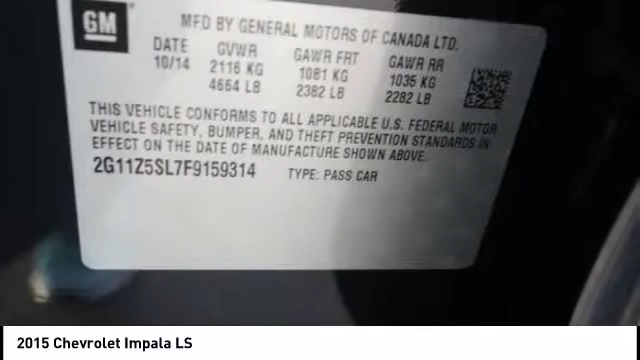 GM
MFD BY GENERAL MOTORS OF CANADA LTD.
DATE GVWR GAWR FRT GAWR RR
10/14 2116 KG 1081 KG 1035 KG
4664 LB 2382 LB 2282 LB
THIS VEHICLE CONFORMS TO ALL APPLICABLE U.S. FEDERAL MOTOR
VEHICLE SAFETY, BUMPER, AND THEFT PREVENTION STANDARDS IN
EFFECT ON THE DATE OF MANUFACTURE SHOWN ABOVE.
2G11Z5SL7F9159314 TYPE: PASS CAR
2015 Chevrolet Impala LS